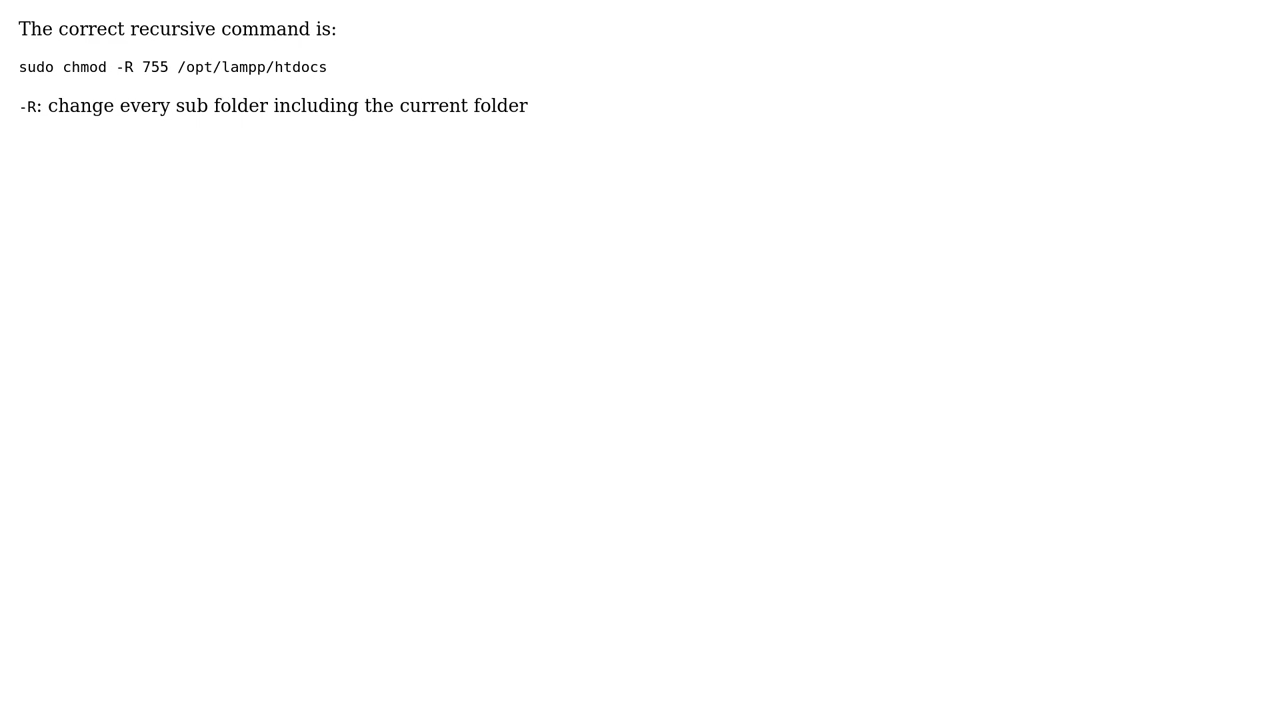 The correct recursive command is:
sudo chmod -R 755 /opt/lampp/htdocs
-R: change every sub folder including the current folder